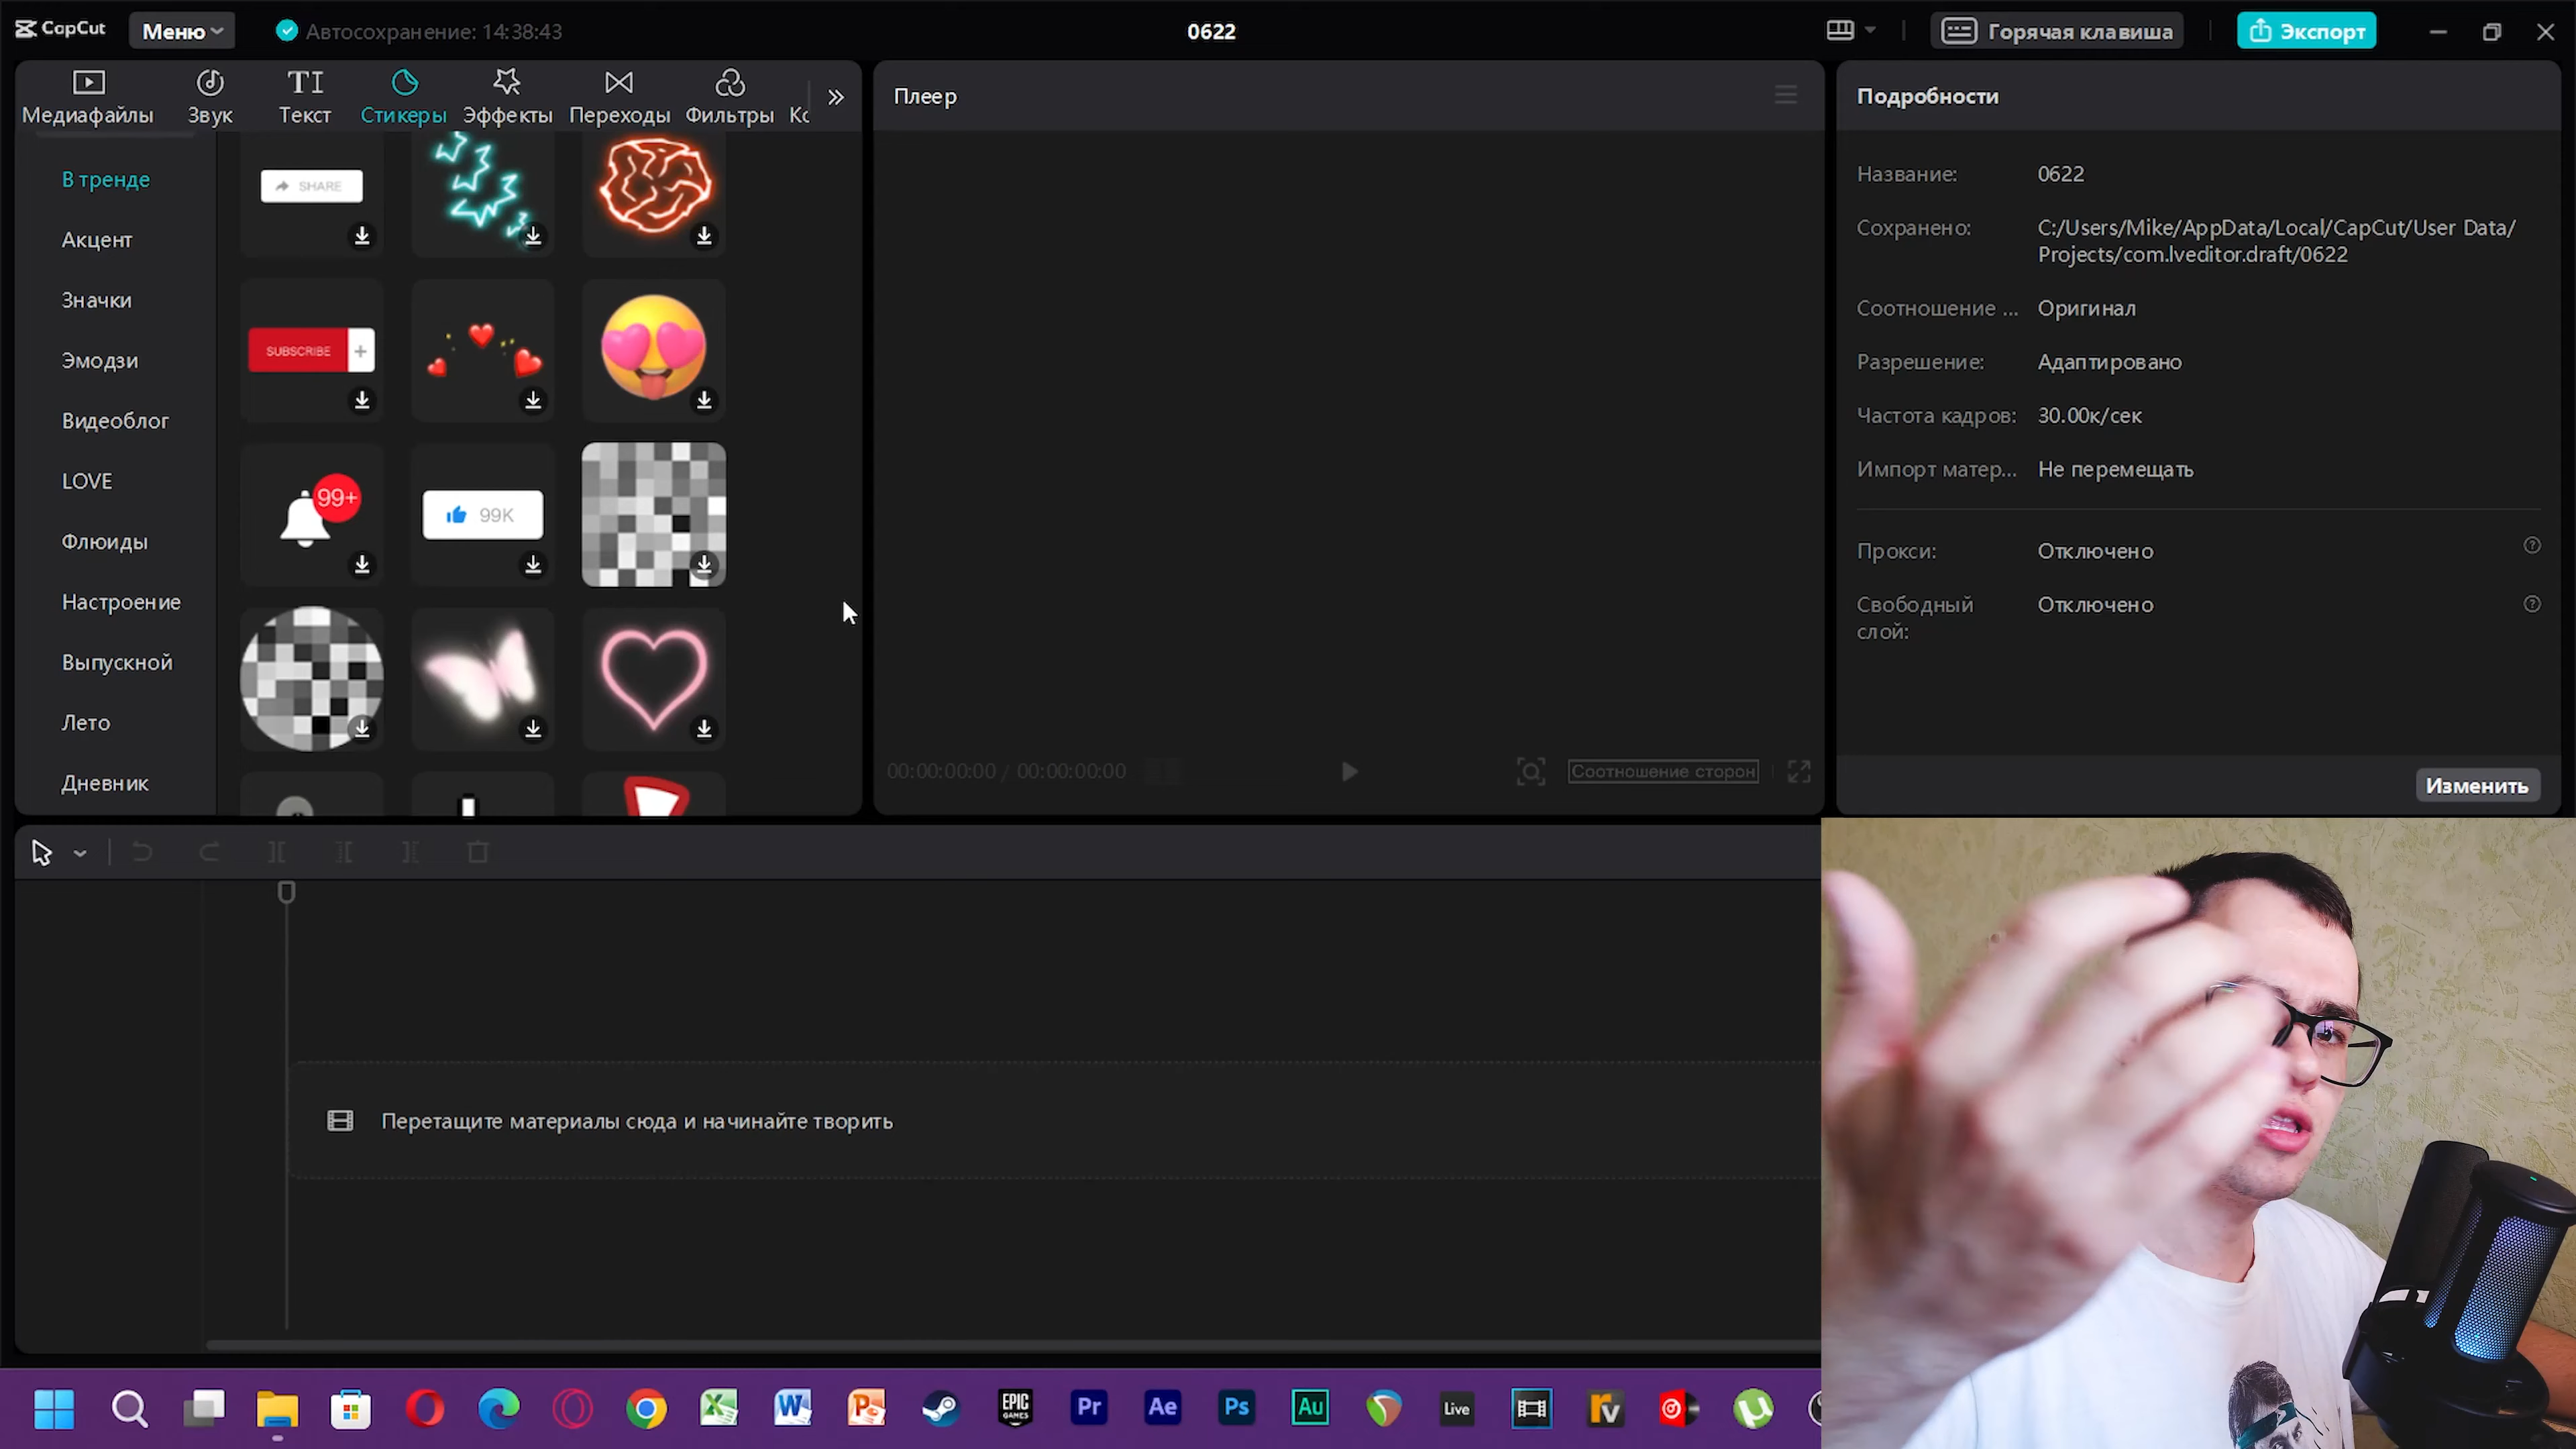 CapCut
Меню
Автосохранение: 14:38:43
0622
Горячая клавиша
Экспорт
Медиафайлы
Звук
TI
Текст
Стикеры
Эффекты
Переходы
Фильтры
Кс
Плеер
Подробности
В тренде
Акцент
Значки
Эмодзи
Видеоблог
LOVE
Флюиды
Настроение
Выпускной
Лето
Дневник
SHARE
SUBSCRIBE +
99+
99K
Название: 0622
Сохранено: C:/Users/Mike/AppData/Local/CapCut/User Data/
Projects/com.lveditor.draft/0622
Соотношение ... Оригинал
Разрешение: Адаптировано
Частота кадров: 30.00к/сек
Импорт матер... Не перемещать
Прокси: Отключено
Свободный Отключено
слой:
00:00:00:00 / 00:00:00:00
Соотношение сторон
Изменить
Перетащите материалы сюда и начинайте творить
EPIC
GAMES
Pr
Ae
Ps
Au
Live
rv